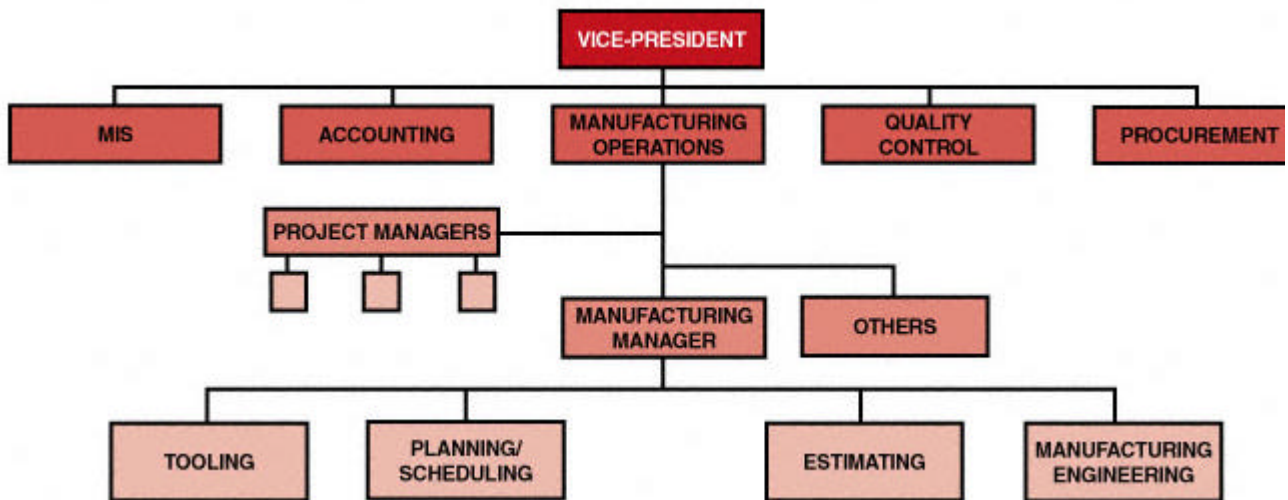 VICE-PRESIDENT
MIS
ACCOUNTING
MANUFACTURING
OPERATIONS
QUALITY
CONTROL
PROCUREMENT
PROJECT MANAGERS
MANUFACTURING
MANAGER
OTHERS
TOOLING
PLANNING/
SCHEDULING
ESTIMATING
MANUFACTURING
ENGINEERING